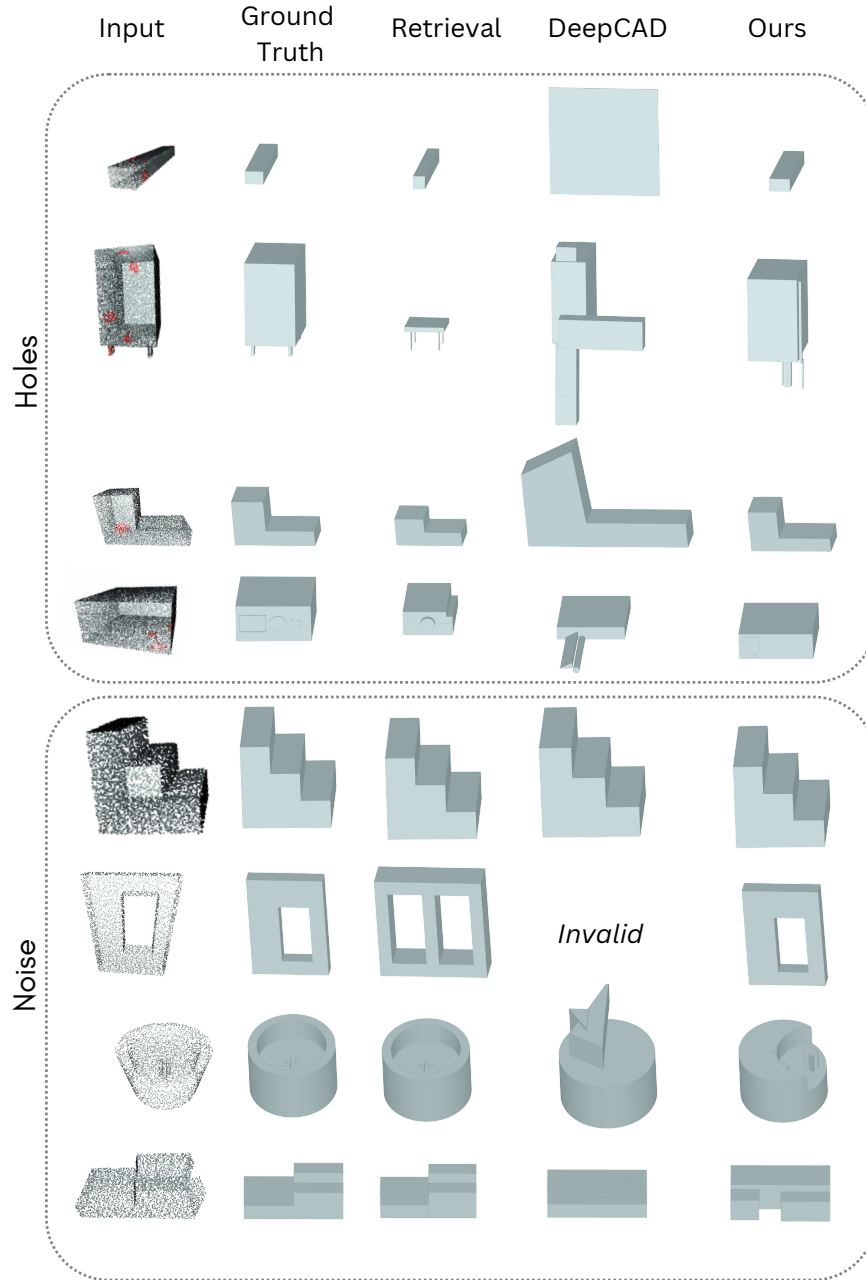 Input
Ground
Truth
Retrieval
DeepCAD
Ours
Holes
Noise
Invalid